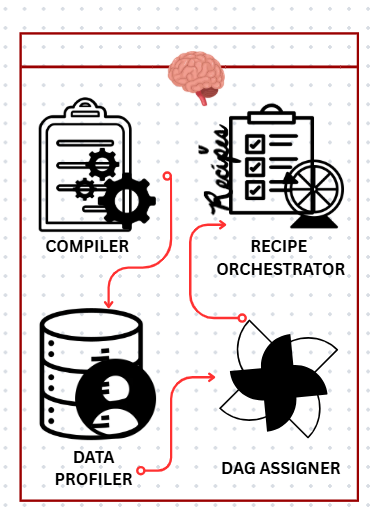 COMPILER
Recipes
RECIPE
ORCHESTRATOR
DATA
PROFILER
DAG ASSIGNER